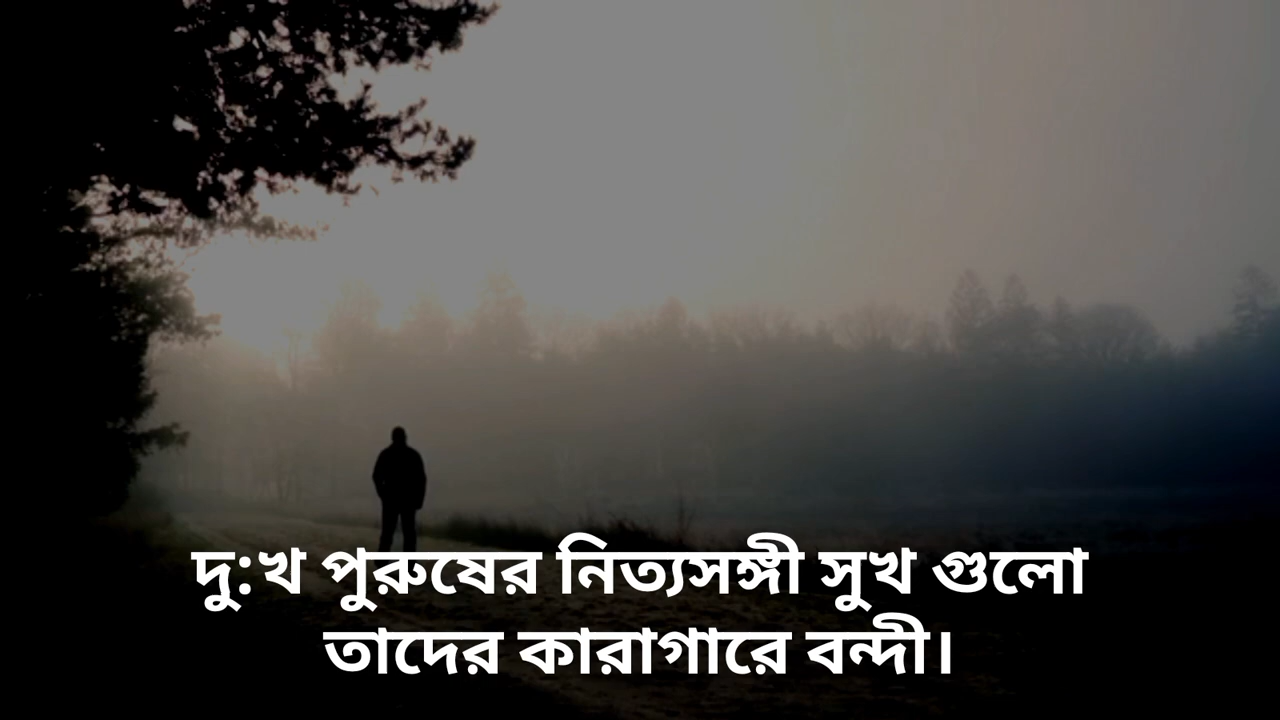 দু:খ পুরুষের নিত্যসঙ্গী সুখ গুলো
তাদের কারাগারে বন্দী।